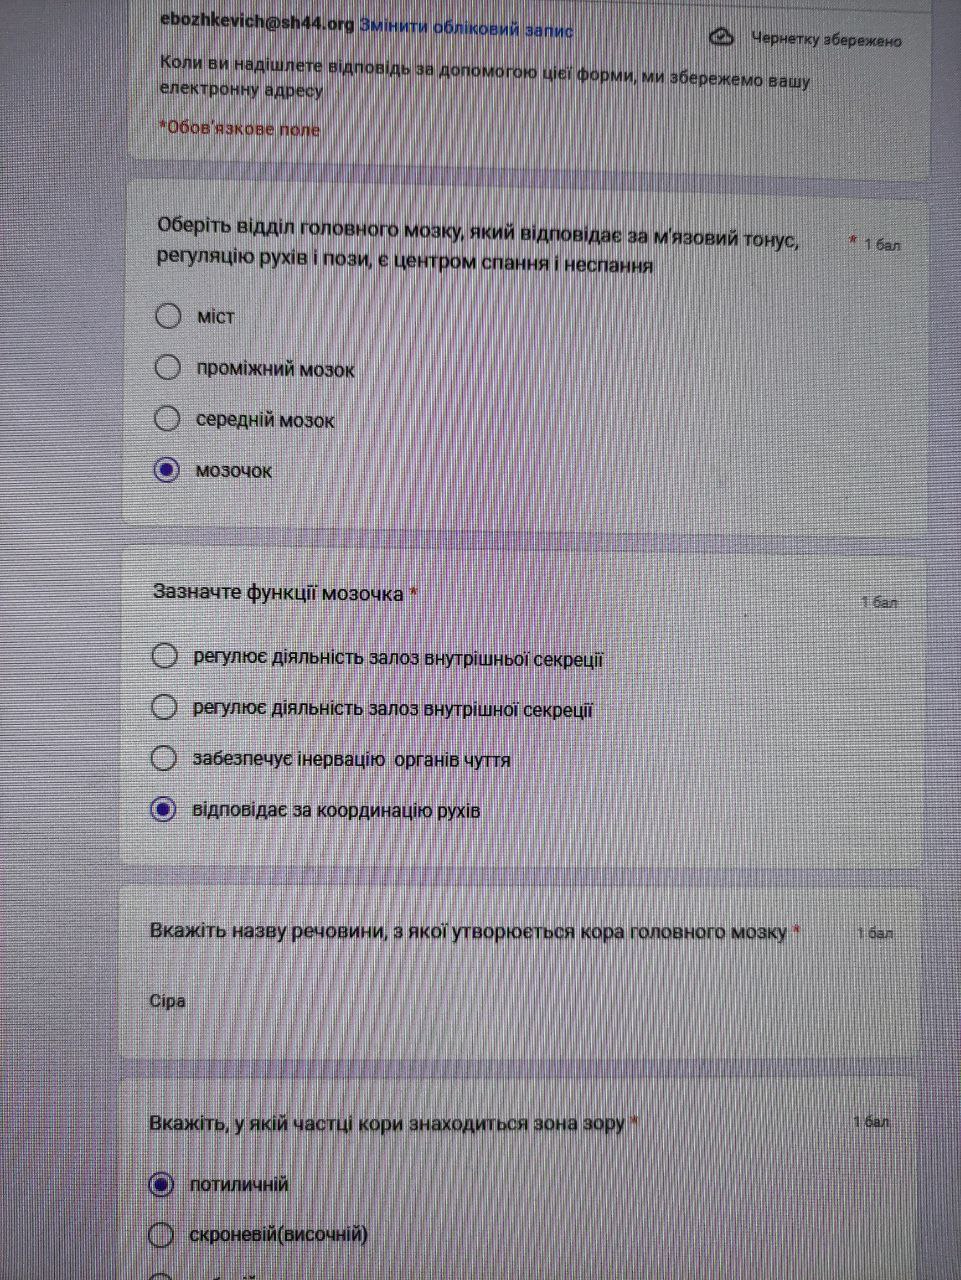 ebozhkevich@sh44.org Змінити обліковий запис
Чернетку збережено
Коли ви надішлете відповідь за допомогою цієї форми, ми збережемо вашу
електронну адресу
*Обов'язкове поле
Оберіть відділ головного мозку, який відповідає за м'язовий тонус, * 1 бал
регуляцію рухів і пози, є центром спання і неспання
міст
проміжний мозок
середній мозок
мозочок
Зазначте функції мозочка * 1 бал
регулює діяльність залоз внутрішньої секреції
регулює діяльність залоз внутрішної секреції
забезпечує інервацію органів чуття
відповідає за координацію рухів
Вкажіть назву речовини, з якої утворюється кора головного мозку * 1 бал
Сіра
Вкажіть, у якій частці кори знаходиться зона зору * 1 бал
потиличній
скроневій(височній)